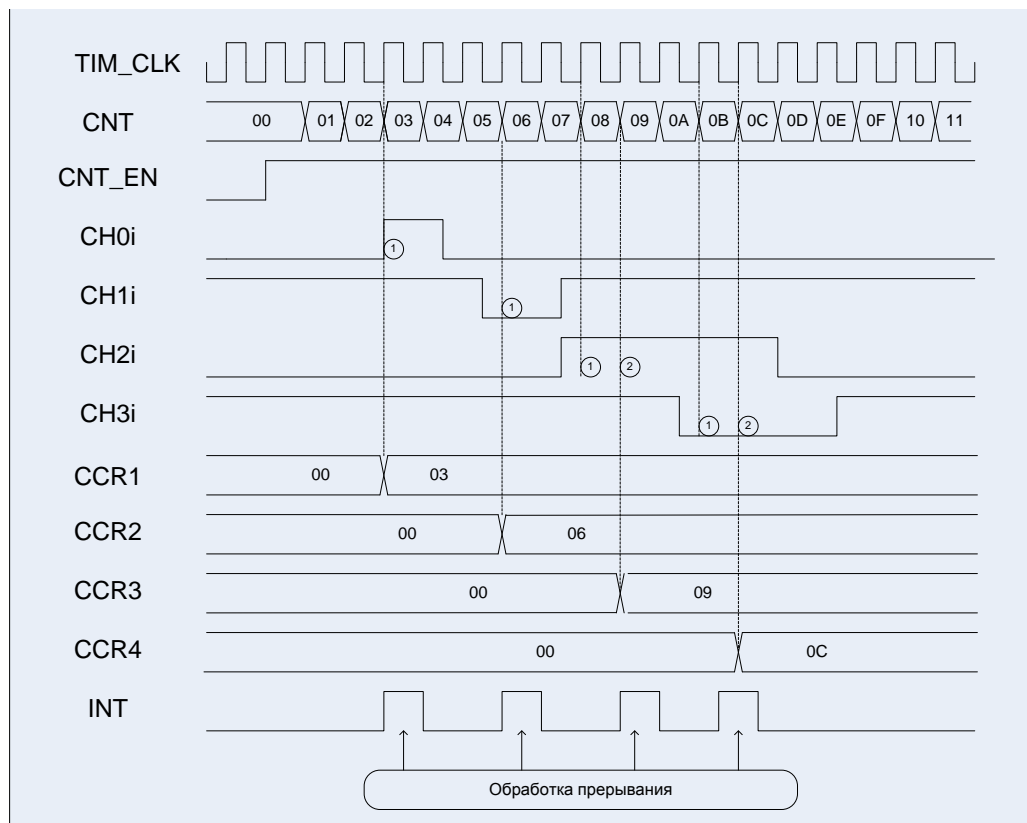 TIM_CLK
CNT 00 01 02 03 04 05 06 07 08 09 0A 0B 0C 0D 0E 0F 10 11
CNT_EN
CH0i 1
CH1i 1
CH2i 1 2
CH3i 1 2
CCR1 00 03
CCR2 00 06
CCR3 00 09
CCR4 00 0C
INT
Обработка прерывания